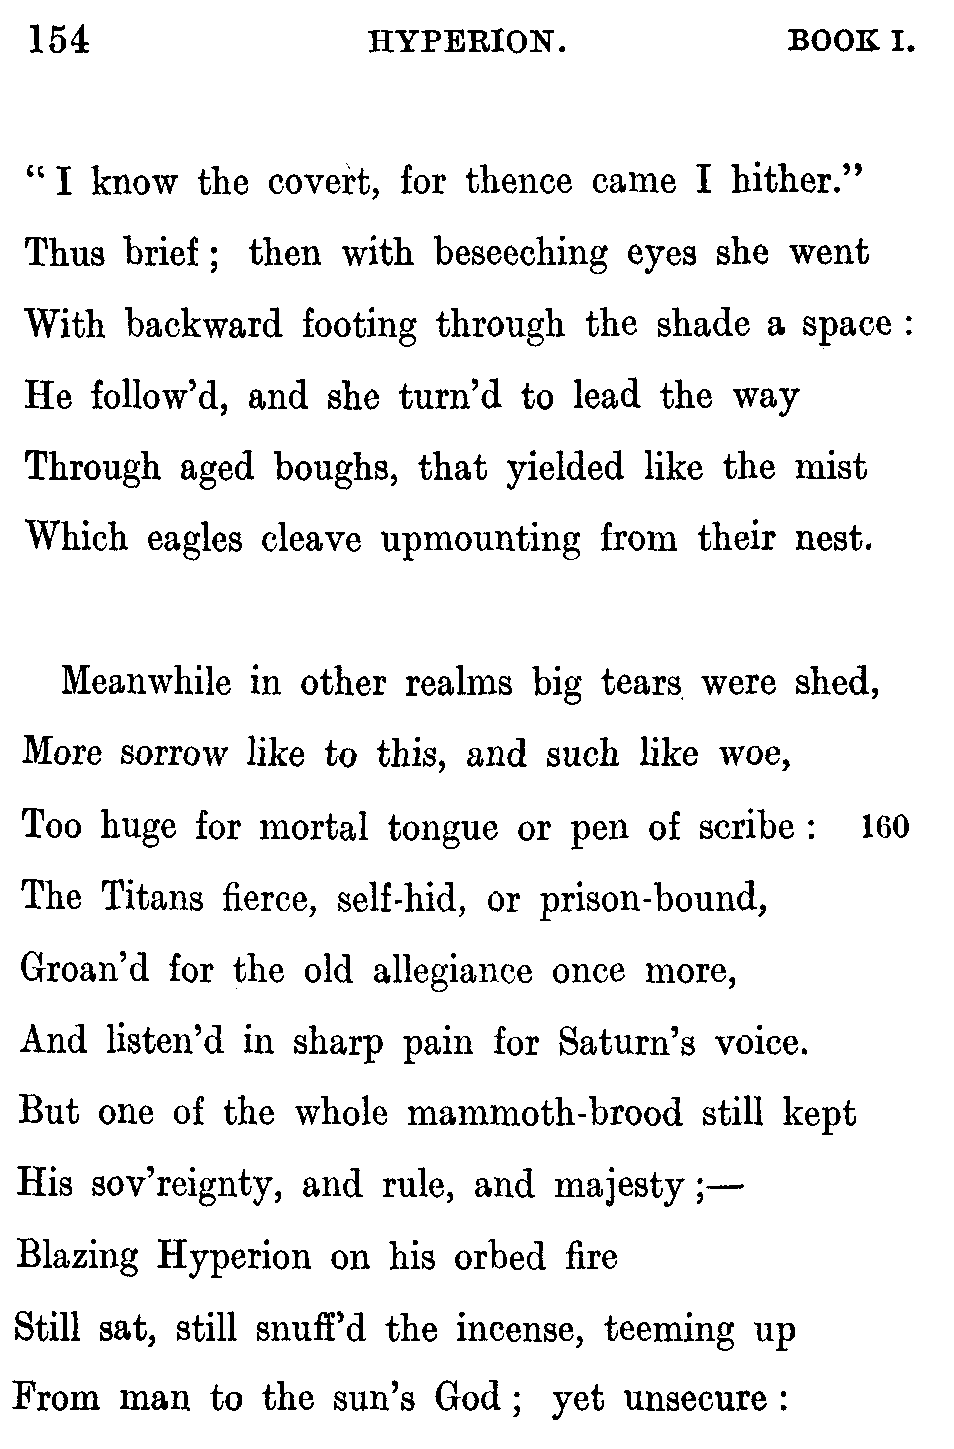 154 HYPERION. BOOK I.
“I know the covert, for thence came I hither.”
Thus brief; then with beseeching eyes she went
With backward footing through the shade a space:
He follow’d, and she turn’d to lead the way
Through aged boughs, that yielded like the mist
Which eagles cleave upmounting from their nest.
Meanwhile in other realms big tears were shed,
More sorrow like to this, and such like woe,
Too huge for mortal tongue or pen of scribe: 160
The Titans fierce, self-hid, or prison-bound,
Groan’d for the old allegiance once more,
And listen’d in sharp pain for Saturn’s voice.
But one of the whole mammoth-brood still kept
His sov’reignty, and rule, and majesty;—
Blazing Hyperion on his orbed fire
Still sat, still snuff’d the incense, teeming up
From man to the sun’s God; yet unsecure: